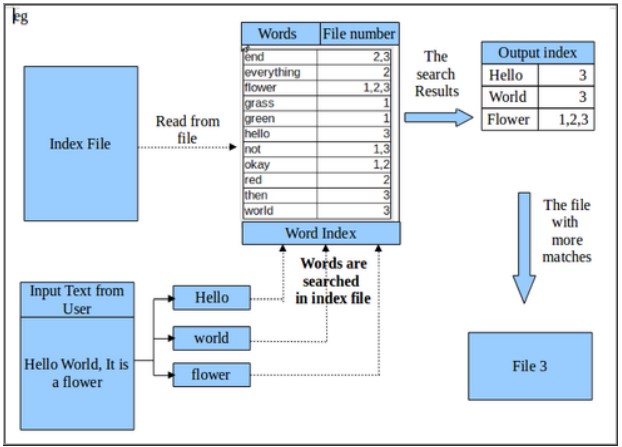 eg
Words File number
end 2,3
everything 2
flower 1,2,3
grass 1
green 1
hello 3
not 1,3
okay 1,2
red 2
then 3
world 3
Word Index
Index File
Read from
file
The
search
Results
Output index
Hello 3
World 3
Flower 1,2,3
The file
with
more
matches
File 3
Words are
searched
in index file
Input Text from
User
Hello World, It is
a flower
Hello
world
flower